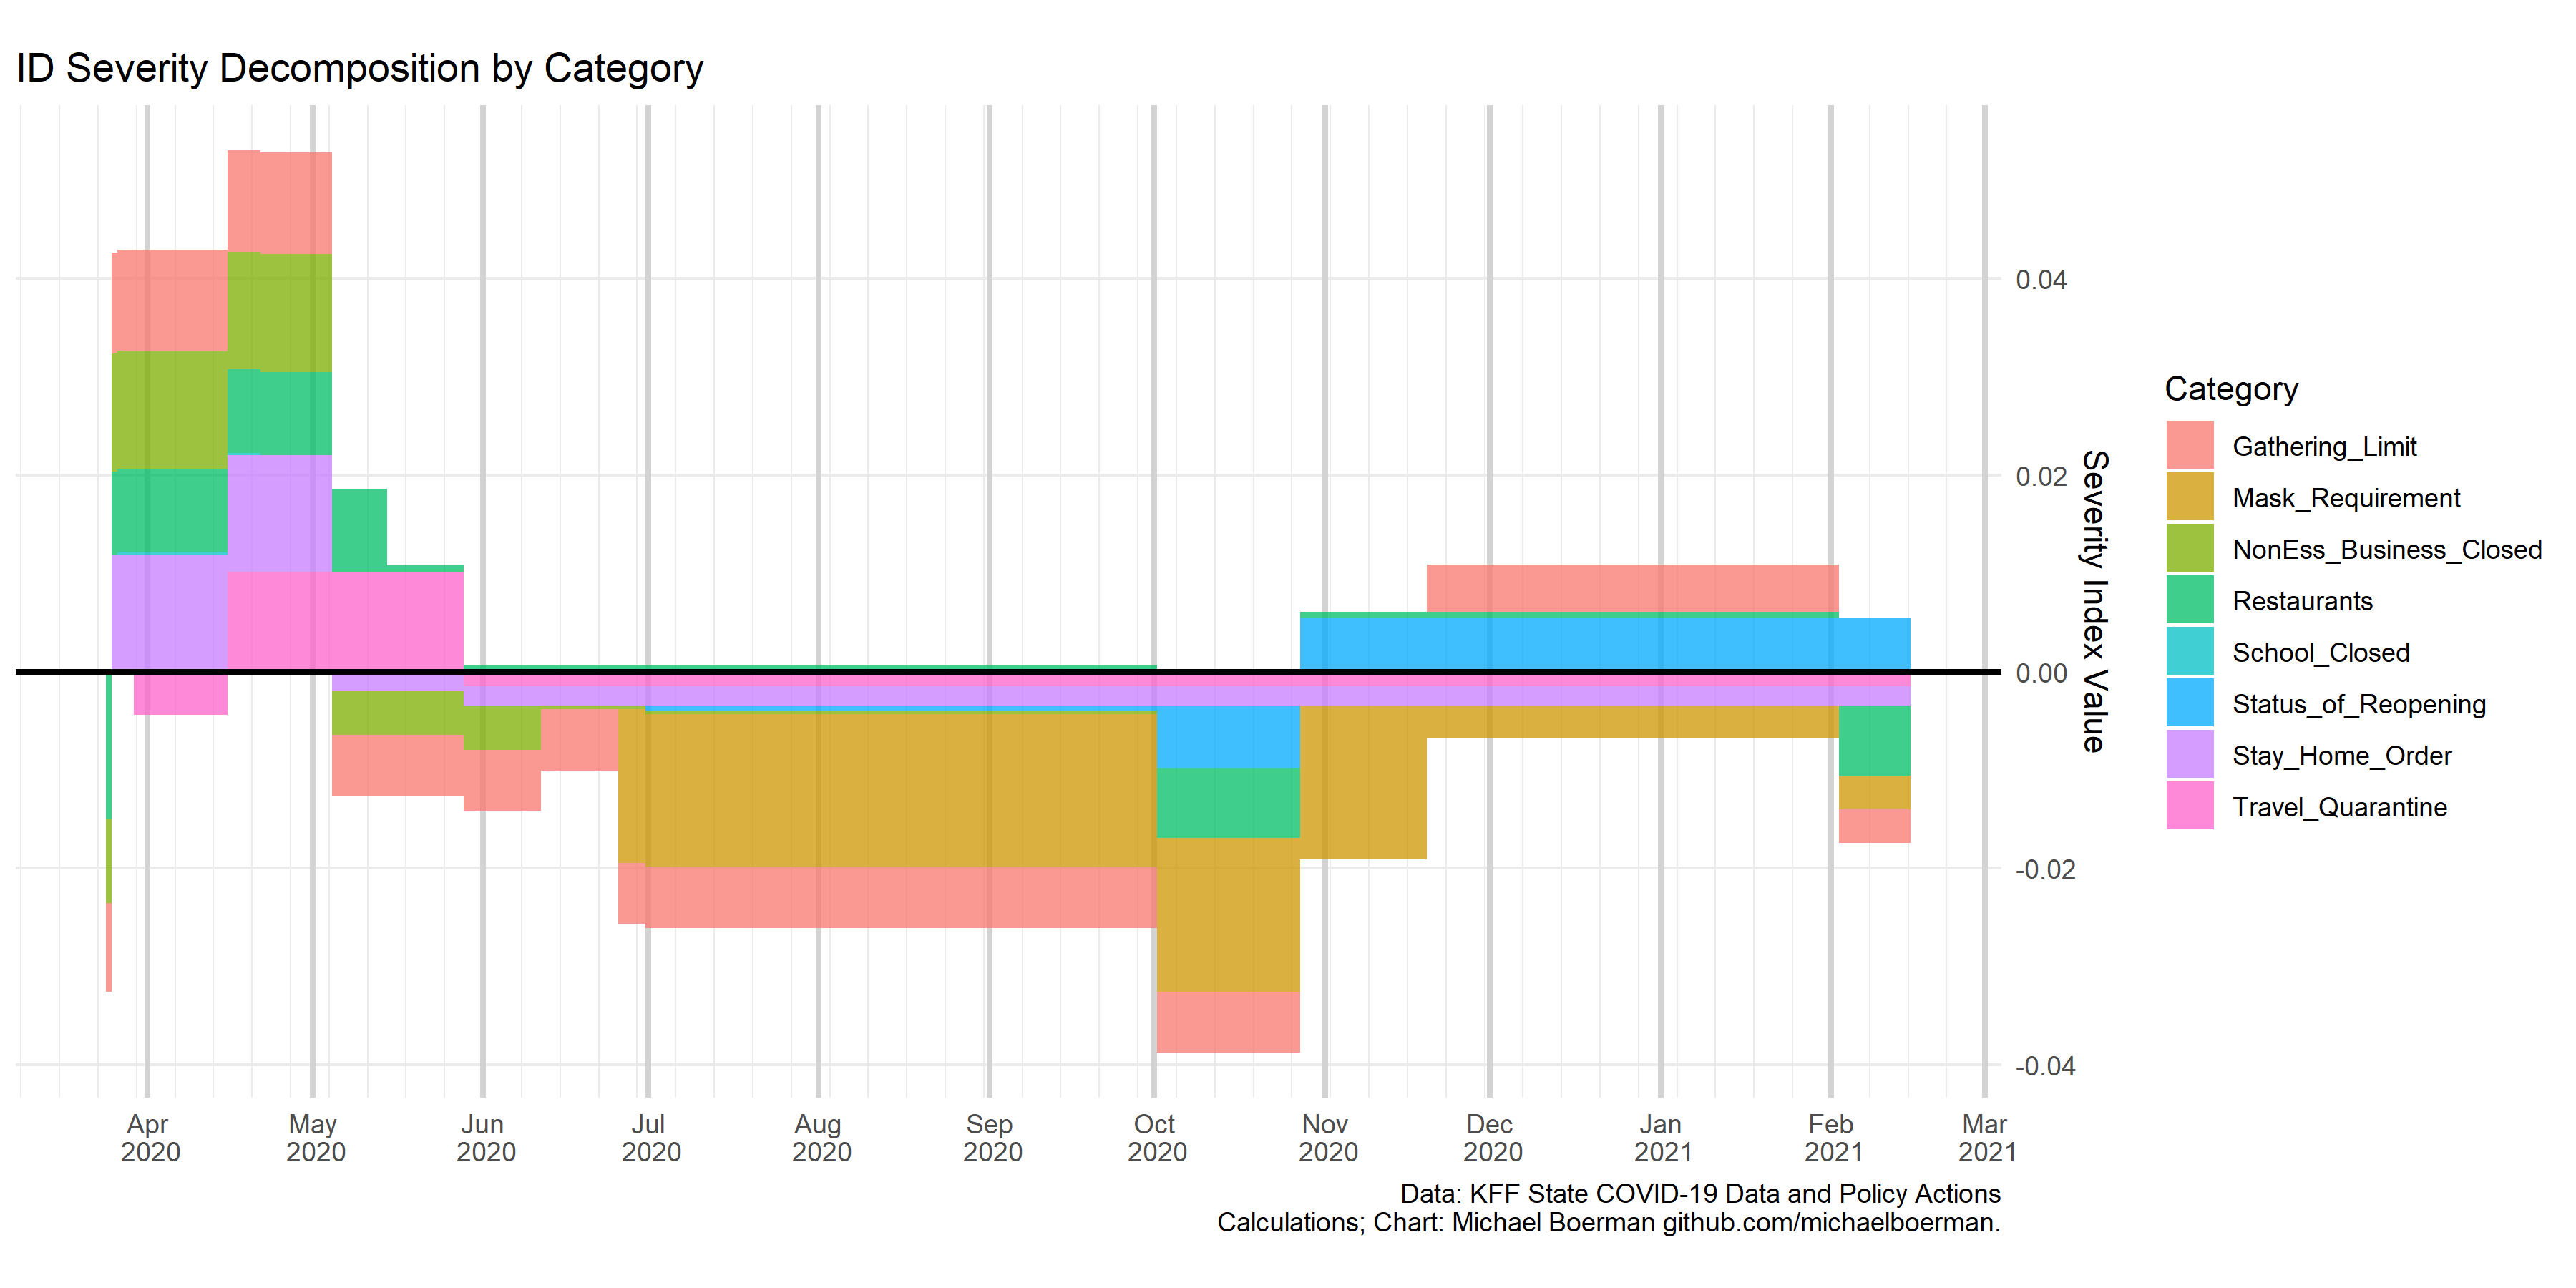 ID Severity Decomposition by Category
0.04
0.02
0.00
-0.02
-0.04
Severity Index Value
Category
Gathering_Limit
Mask_Requirement
NonEss_Business_Closed
Restaurants
School_Closed
Status_of_Reopening
Stay_Home_Order
Travel_Quarantine
Apr 2020
May 2020
Jun 2020
Jul 2020
Aug 2020
Sep 2020
Oct 2020
Nov 2020
Dec 2020
Jan 2021
Feb 2021
Mar 2021
Data: KFF State COVID-19 Data and Policy Actions
Calculations; Chart: Michael Boerman github.com/michaelboerman.